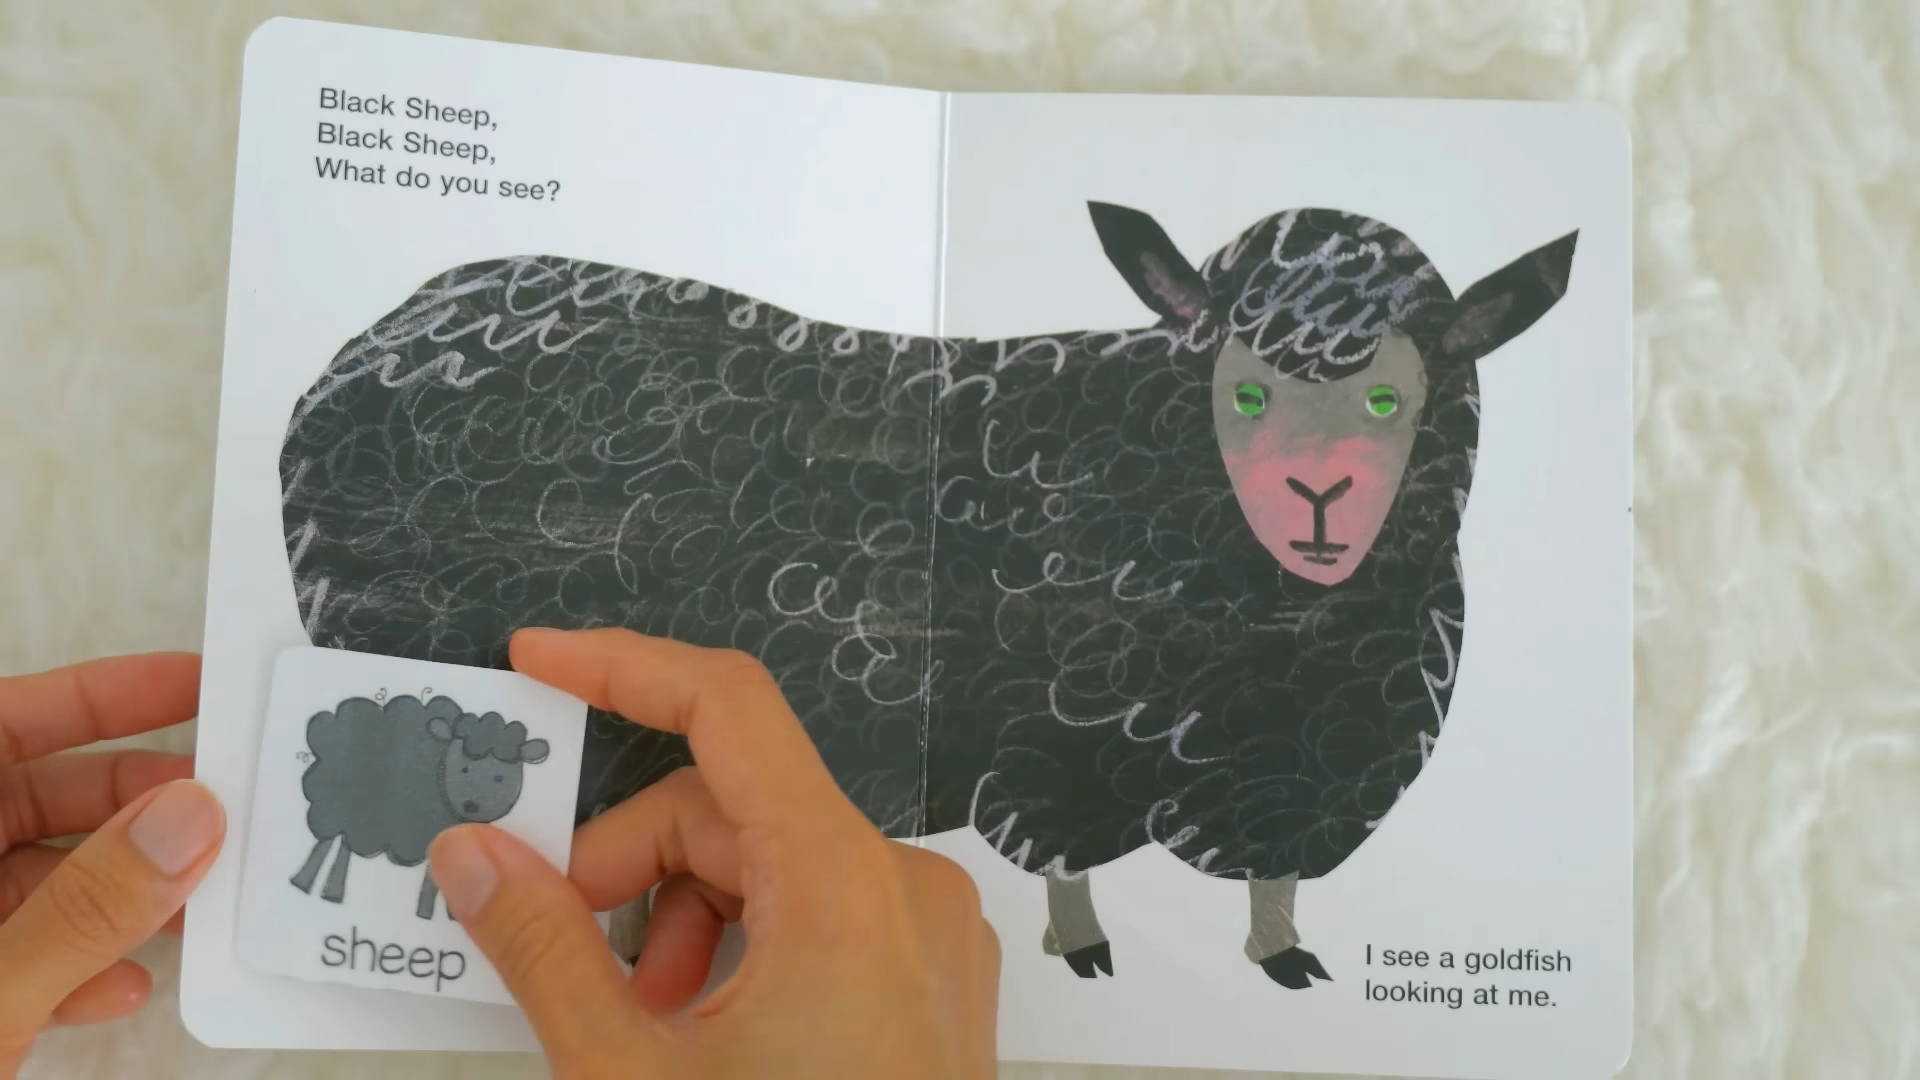 Black Sheep,
Black Sheep,
What do you see?
sheep
I see a goldfish
looking at me.